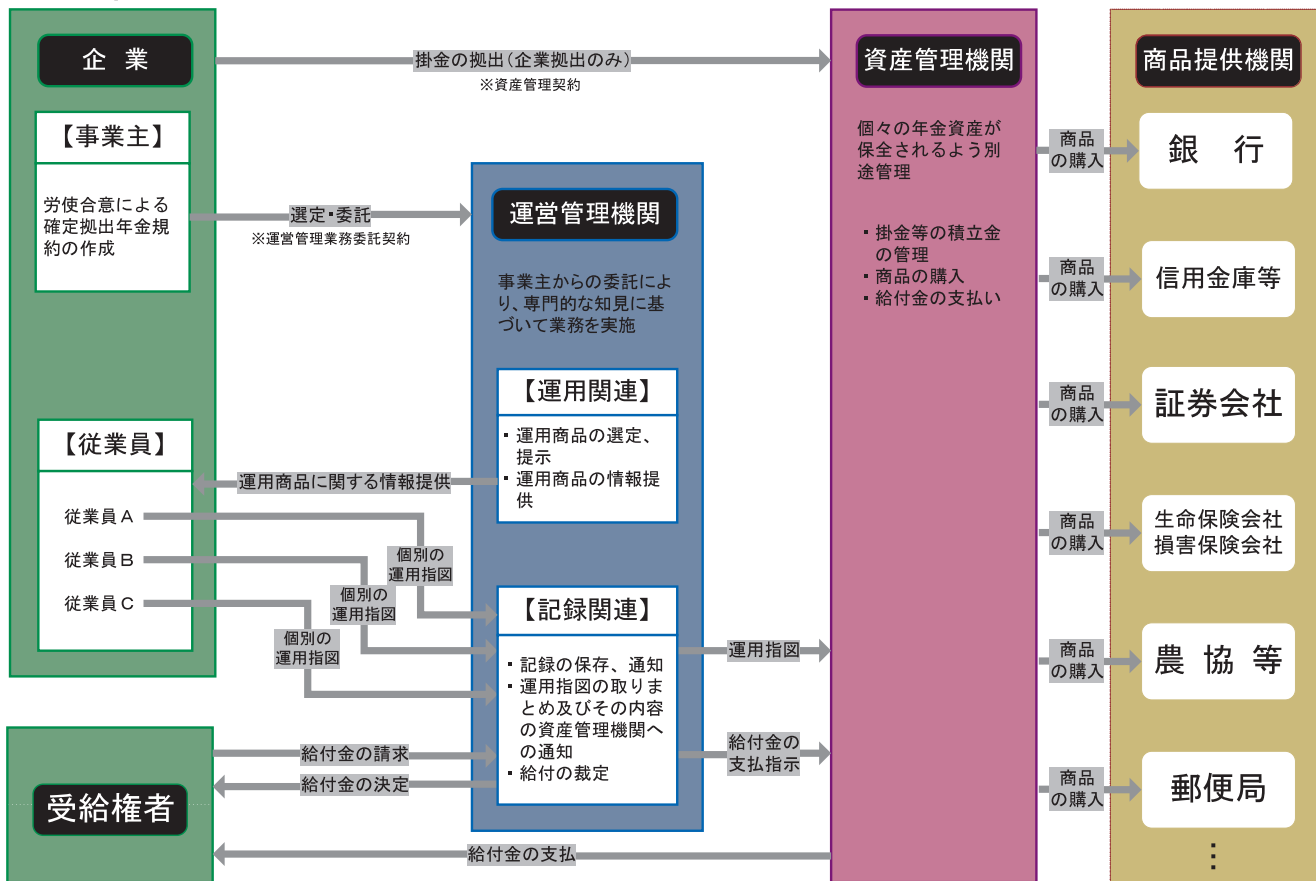 企業
【事業主】
労使合意による
確定拠出年金規
約の作成
【従業員】
従業員A
従業員B
従業員C
受給権者
掛金の拠出（企業拠出のみ）
※資産管理契約
選定・委託
※運営管理業務委託契約
運用商品に関する情報提供
個別の
運用指図
個別の
運用指図
個別の
運用指図
給付金の請求
給付金の決定
給付金の支払
運営管理機関
事業主からの委託によ
り、専門的な知見に基
づいて業務を実施
【運用関連】
・運用商品の選定、
提示
・運用商品の情報提
供
【記録関連】
・記録の保存、通知
・運用指図の取りま
とめ及びその内容
の資産管理機関へ
の通知
・給付の裁定
運用指図
給付金の
支払指示
資産管理機関
個々の年金資産が
保全されるよう別
途管理
・掛金等の積立金
の管理
・商品の購入
・給付金の支払い
商品
の購入
商品
の購入
商品
の購入
商品
の購入
商品
の購入
商品
の購入
商品提供機関
銀行
信用金庫等
証券会社
生命保険会社
損害保険会社
農協等
郵便局
⋮